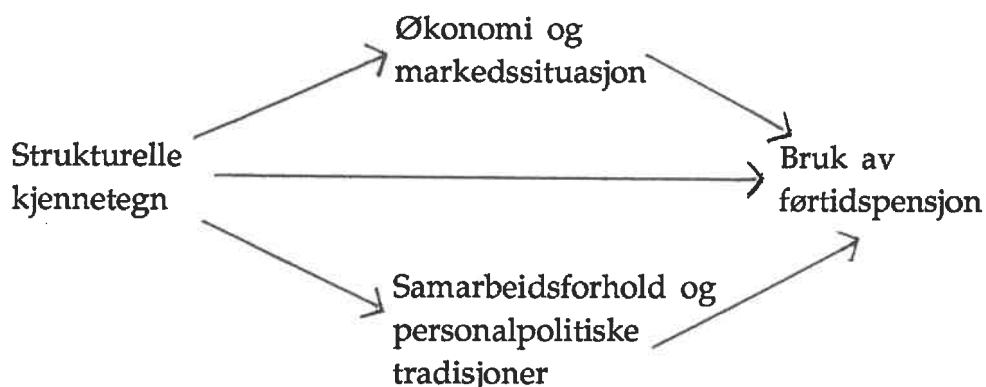 Økonomi og
markedssituasjon
Strukturelle
kjennetegn
Bruk av
førtidspensjon
Samarbeidsforhold og
personalpolitiske
tradisjoner